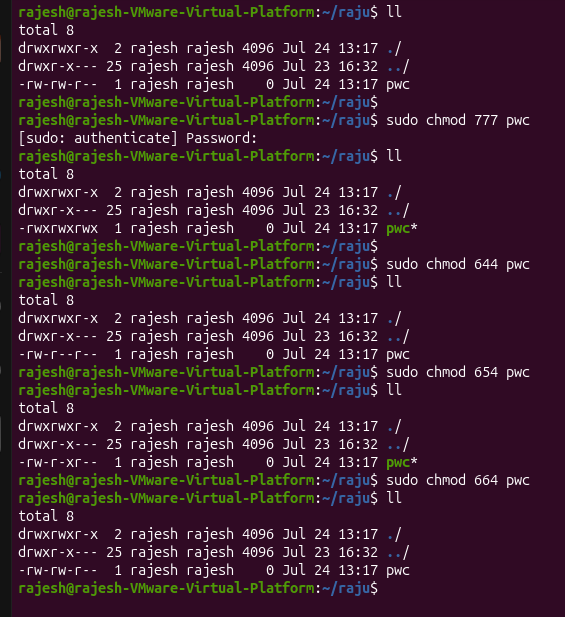 rajesh@rajesh-VMware-Virtual-Platform:~/raju$ ll
total 8
drwxrwxr-x  2 rajesh rajesh 4096 Jul 24 13:17 ./
drwxr-x--- 25 rajesh rajesh 4096 Jul 23 16:32 ../
-rw-rw-r--  1 rajesh rajesh    0 Jul 24 13:17 pwc
rajesh@rajesh-VMware-Virtual-Platform:~/raju$
rajesh@rajesh-VMware-Virtual-Platform:~/raju$ sudo chmod 777 pwc
[sudo: authenticate] Password:
rajesh@rajesh-VMware-Virtual-Platform:~/raju$ ll
total 8
drwxrwxr-x  2 rajesh rajesh 4096 Jul 24 13:17 ./
drwxr-x--- 25 rajesh rajesh 4096 Jul 23 16:32 ../
-rwxrwxrwx  1 rajesh rajesh    0 Jul 24 13:17 pwc*
rajesh@rajesh-VMware-Virtual-Platform:~/raju$
rajesh@rajesh-VMware-Virtual-Platform:~/raju$ sudo chmod 644 pwc
rajesh@rajesh-VMware-Virtual-Platform:~/raju$ ll
total 8
drwxrwxr-x  2 rajesh rajesh 4096 Jul 24 13:17 ./
drwxr-x--- 25 rajesh rajesh 4096 Jul 23 16:32 ../
-rw-r--r--  1 rajesh rajesh    0 Jul 24 13:17 pwc
rajesh@rajesh-VMware-Virtual-Platform:~/raju$ sudo chmod 654 pwc
rajesh@rajesh-VMware-Virtual-Platform:~/raju$ ll
total 8
drwxrwxr-x  2 rajesh rajesh 4096 Jul 24 13:17 ./
drwxr-x--- 25 rajesh rajesh 4096 Jul 23 16:32 ../
-rw-r-xr--  1 rajesh rajesh    0 Jul 24 13:17 pwc*
rajesh@rajesh-VMware-Virtual-Platform:~/raju$ sudo chmod 664 pwc
rajesh@rajesh-VMware-Virtual-Platform:~/raju$ ll
total 8
drwxrwxr-x  2 rajesh rajesh 4096 Jul 24 13:17 ./
drwxr-x--- 25 rajesh rajesh 4096 Jul 23 16:32 ../
-rw-rw-r--  1 rajesh rajesh    0 Jul 24 13:17 pwc
rajesh@rajesh-VMware-Virtual-Platform:~/raju$